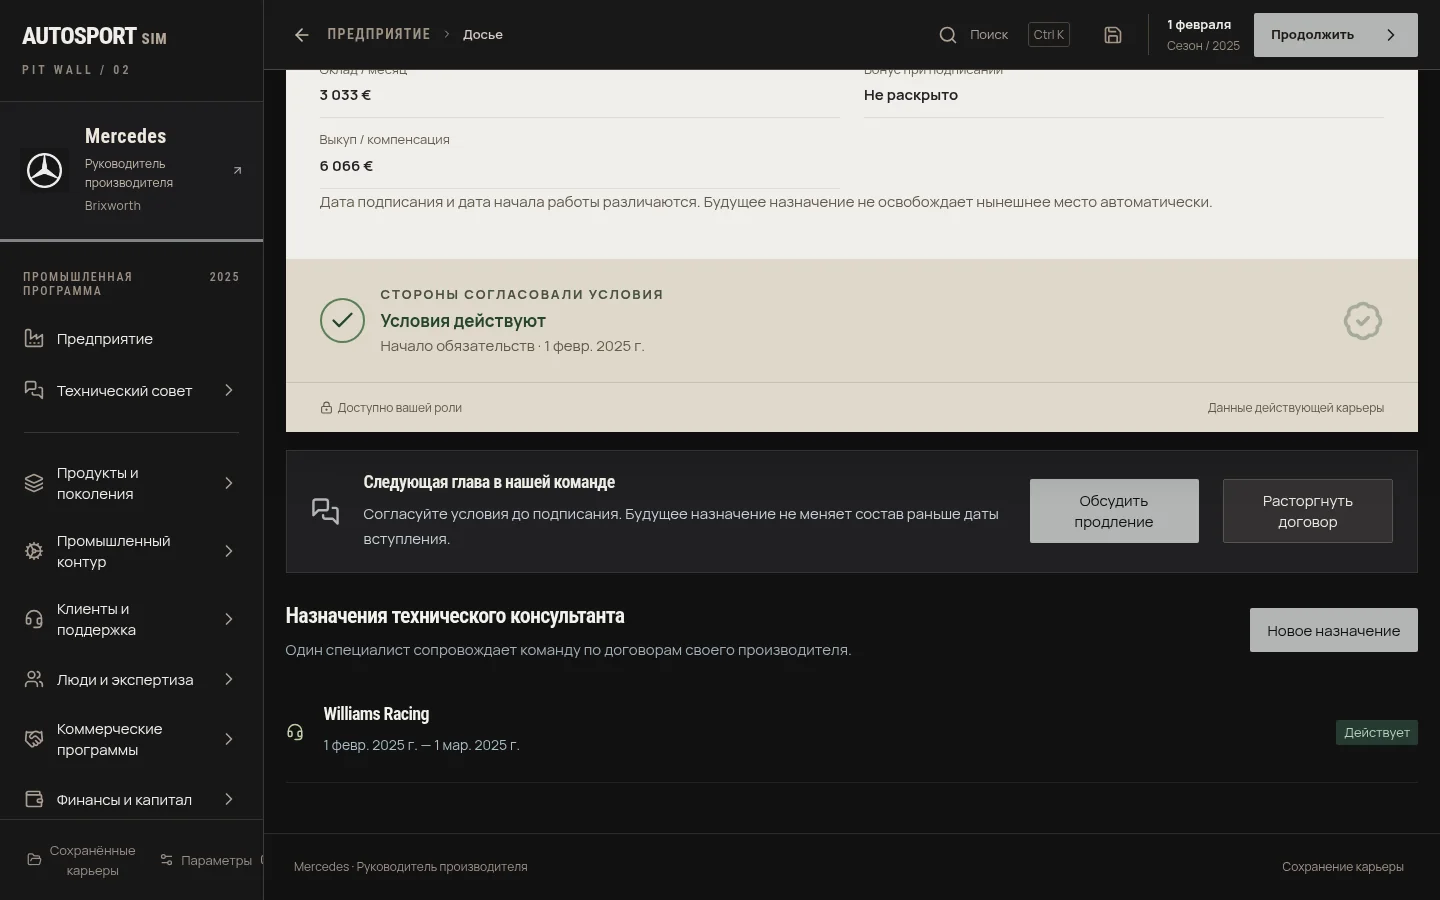 AUTOSPORT SIM
PIT WALL / 02
Mercedes
Руководитель
производителя
Brixworth
ПРОМЫШЛЕННАЯ
ПРОГРАММА
2025
Предприятие
Технический совет
Продукты и
поколения
Промышленный
контур
Клиенты и
поддержка
Люди и экспертиза
Коммерческие
программы
Финансы и капитал
Сохранённые
карьеры
Параметры
ПРЕДПРИЯТИЕ
Досье
Поиск
Ctrl K
1 февраля
Сезон / 2025
Продолжить
Оклад / месяц
3 033 €
Бонус при подписании
Не раскрыто
Выкуп / компенсация
6 066 €
Дата подписания и дата начала работы различаются. Будущее назначение не освобождает нынешнее место автоматически.
СТОРОНЫ СОГЛАСОВАЛИ УСЛОВИЯ
Условия действуют
Начало обязательств · 1 февр. 2025 г.
Доступно вашей роли
Данные действующей карьеры
Следующая глава в нашей команде
Согласуйте условия до подписания. Будущее назначение не меняет состав раньше даты
вступления.
Обсудить
продление
Расторгнуть
договор
Назначения технического консультанта
Один специалист сопровождает команду по договорам своего производителя.
Новое назначение
Williams Racing
1 февр. 2025 г. — 1 мар. 2025 г.
Действует
Mercedes · Руководитель производителя
Сохранение карьеры